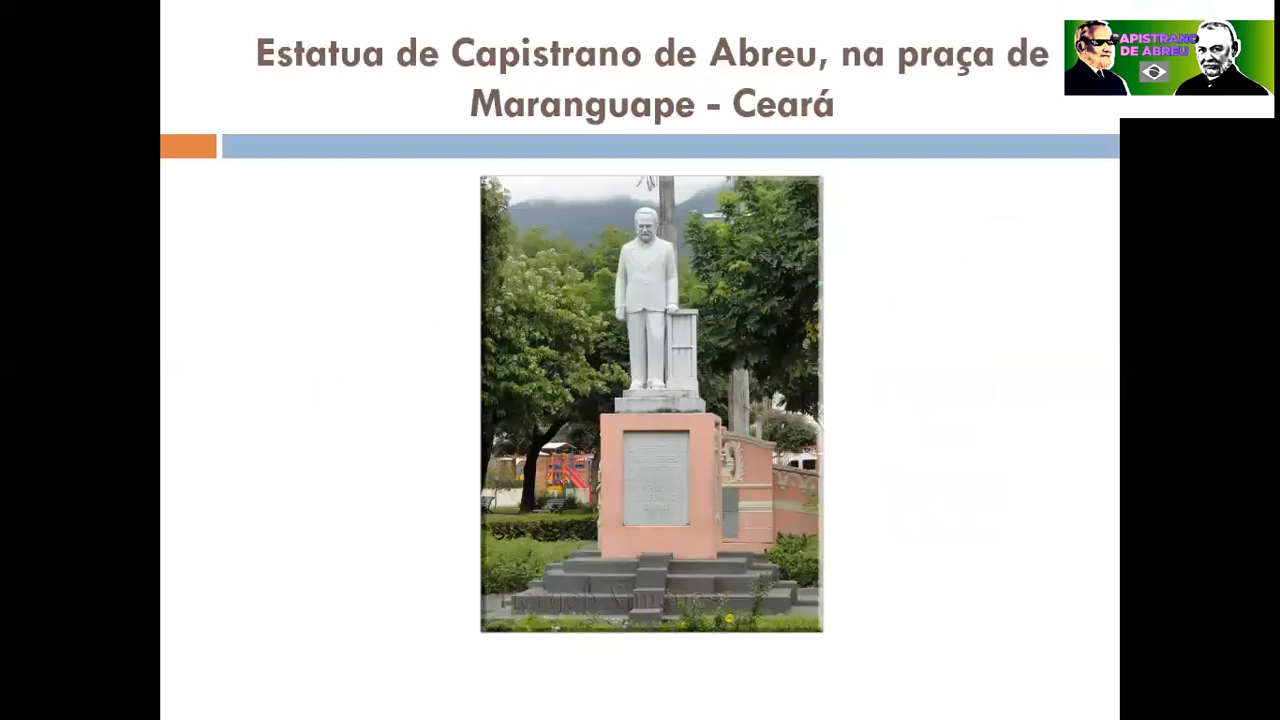 Estatua de Capistrano de Abreu, na praça de
Maranguape - Ceará
CAPISTRANO
DE ABREU